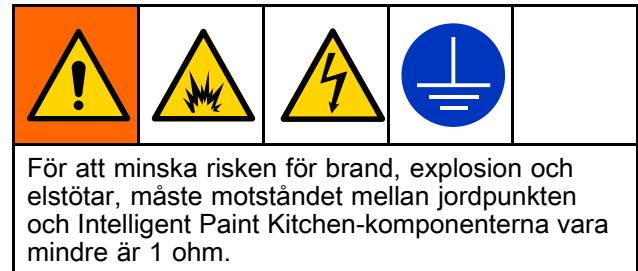 För att minska risken för brand, explosion och
elstötar, måste motståndet mellan jordpunkten
och Intelligent Paint Kitchen-komponenterna vara
mindre är 1 ohm.